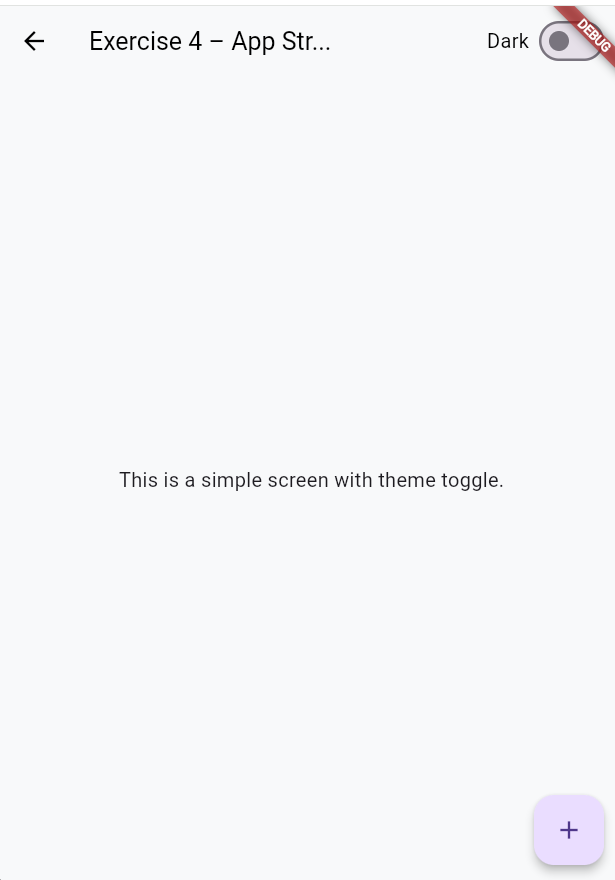 Exercise 4 – App Str...
Dark
DEBUG
This is a simple screen with theme toggle.
+